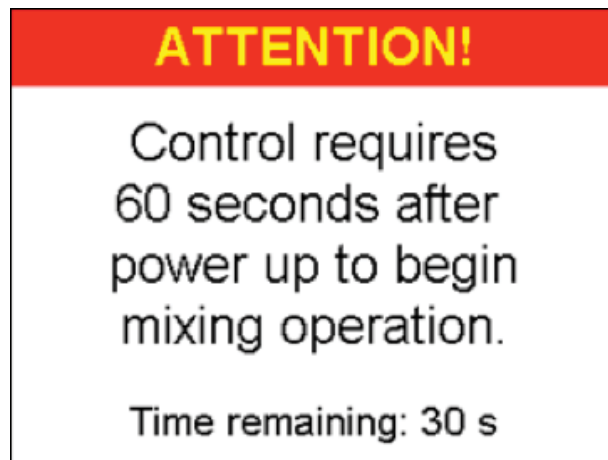 ATTENTION!
Control requires
60 seconds after
power up to begin
mixing operation.
Time remaining: 30 s